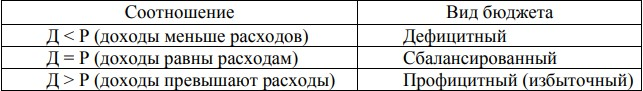 Соотношение Вид бюджета
Д < Р (доходы меньше расходов) Дефицитный
Д = Р (доходы равны расходам) Сбалансированный
Д > Р (доходы превышают расходы) Профицитный (избыточный)